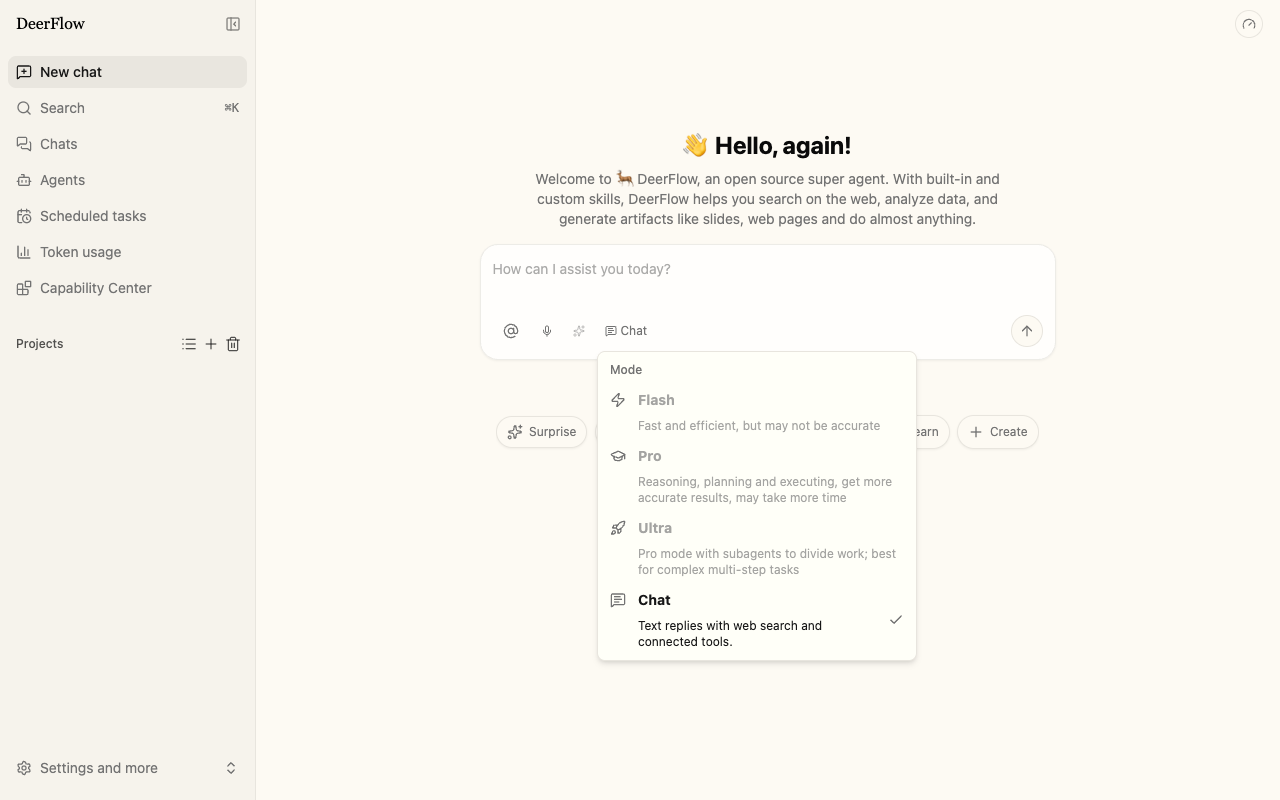 DeerFlow
New chat
Search
⌘K
Chats
Agents
Scheduled tasks
Token usage
Capability Center
Projects
Settings and more
👋 Hello, again!
Welcome to 🦌 DeerFlow, an open source super agent. With built-in and
custom skills, DeerFlow helps you search on the web, analyze data, and
generate artifacts like slides, web pages and do almost anything.
How can I assist you today?
Chat
Mode
Flash
Fast and efficient, but may not be accurate
Pro
Reasoning, planning and executing, get more
accurate results, may take more time
Ultra
Pro mode with subagents to divide work; best
for complex multi-step tasks
Chat
Text replies with web search and
connected tools.
Surprise
earn
Create